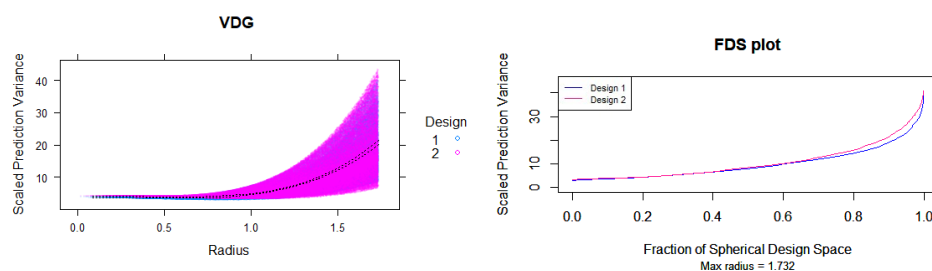 VDG
Scaled Prediction Variance
40
30
20
10
0.0 0.5 1.0 1.5
Radius
Design
1
2
FDS plot
Scaled Prediction Variance
30
10
0
Design 1
Design 2
0.0 0.2 0.4 0.6 0.8 1.0
Fraction of Spherical Design Space
Max radius = 1.732